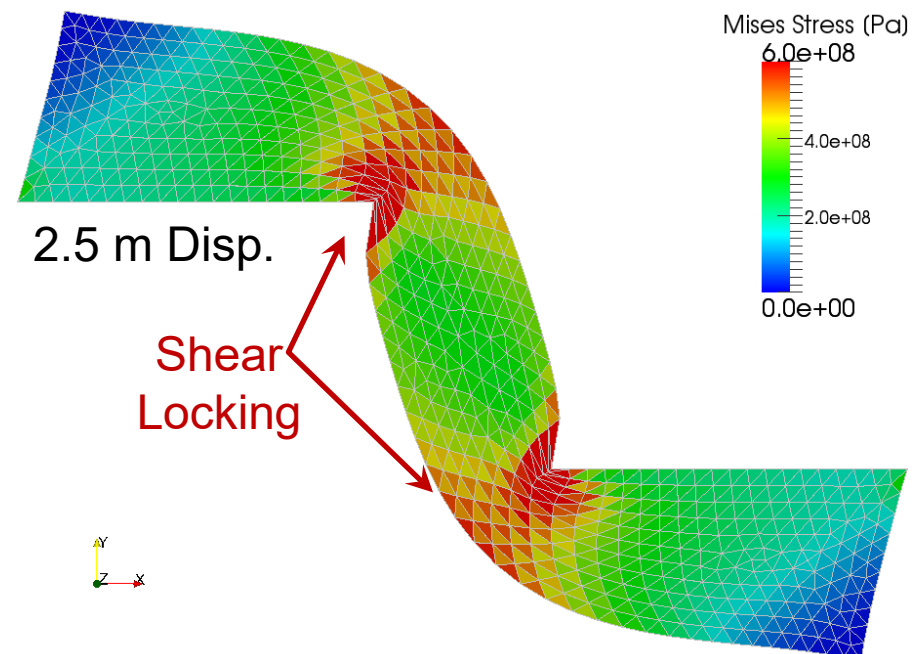 Mises Stress (Pa)
6.0e+08
4.0e+08
2.0e+08
0.0e+00
2.5 m Disp.
Shear
Locking
Y
Z X